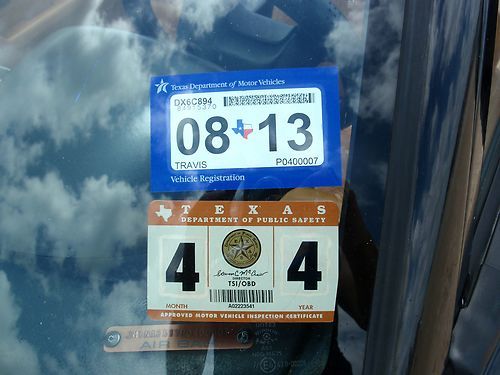 Texas Department of Motor Vehicles
DX6C894
08 13
TRAVIS P0400007
Vehicle Registration
TEXAS
DEPARTMENT OF PUBLIC SAFETY
4 4
DIRECTOR
TSI/OBD
MONTH A02223541 YEAR
APPROVED MOTOR VEHICLE INSPECTION CERTIFICATE
AIR BAG